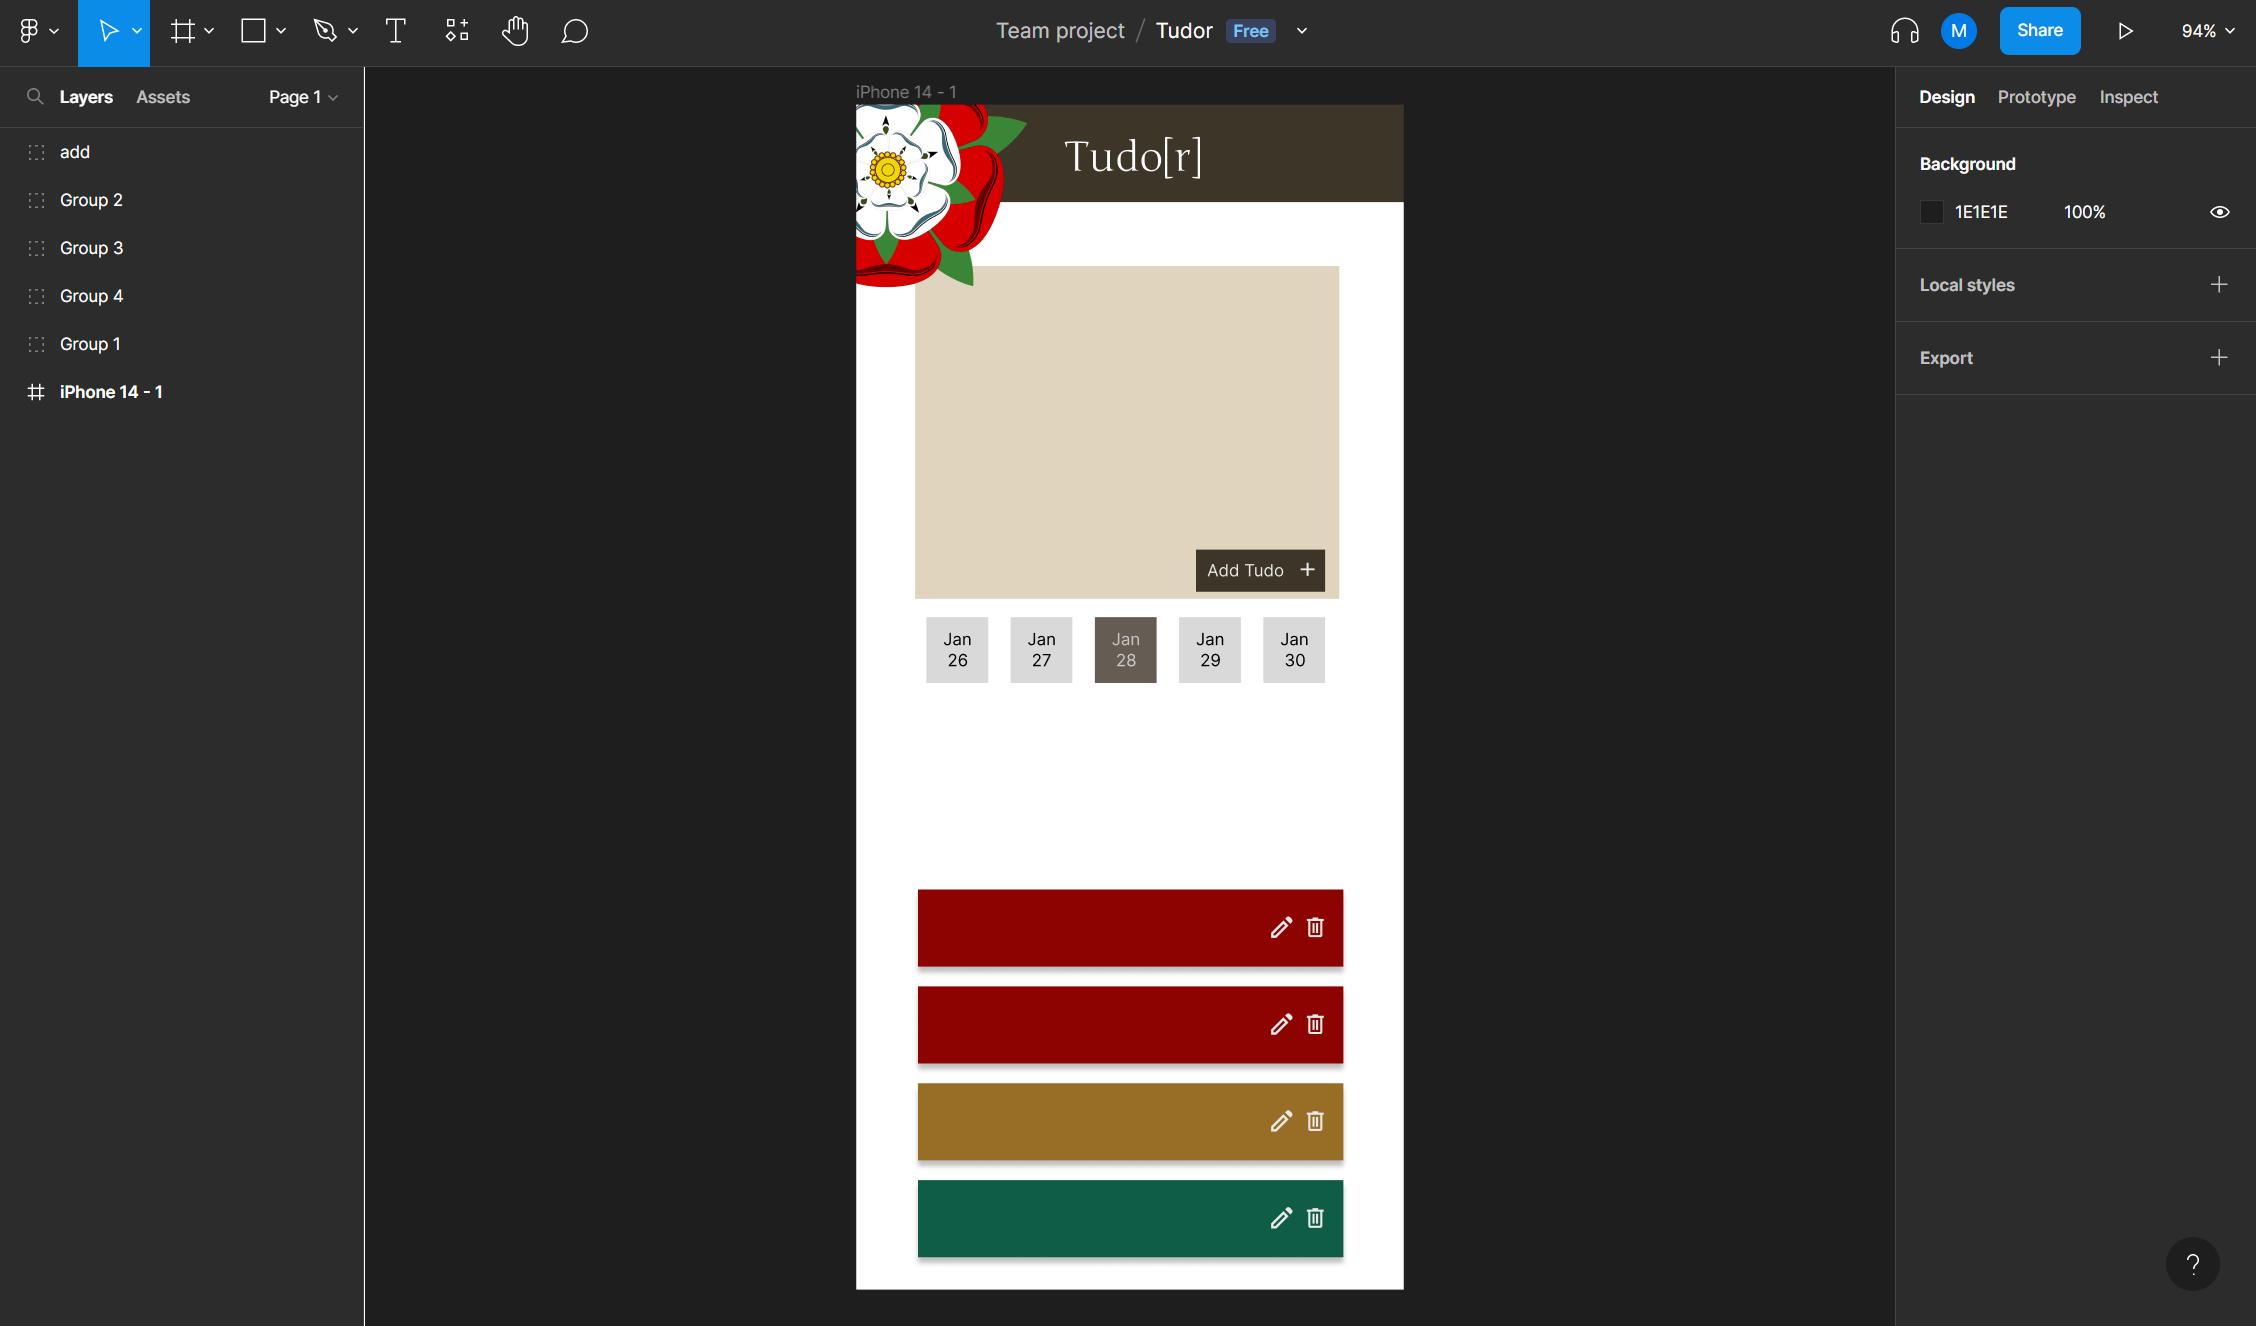 Team project / Tudor Free
M
Share
94%
Layers
Assets
Page 1
add
Group 2
Group 3
Group 4
Group 1
iPhone 14 - 1
iPhone 14 - 1
Tudo[r]
Add Tudo +
Jan
26
Jan
27
Jan
28
Jan
29
Jan
30
Design
Prototype
Inspect
Background
1E1E1E
100%
Local styles
Export
?